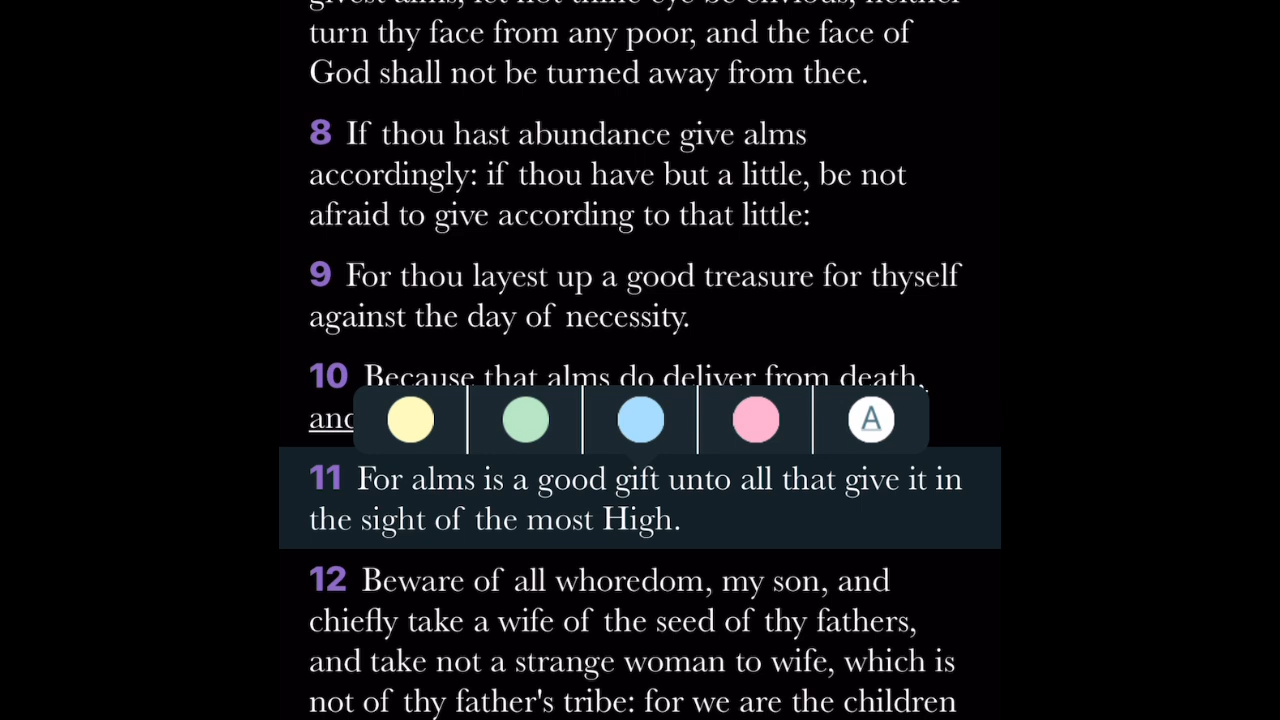 turn thy face from any poor, and the face of
God shall not be turned away from thee.
8 If thou hast abundance give alms
accordingly: if thou have but a little, be not
afraid to give according to that little:
9 For thou layest up a good treasure for thyself
against the day of necessity.
10 Because that alms do deliver from death,
and
A
11 For alms is a good gift unto all that give it in
the sight of the most High.
12 Beware of all whoredom, my son, and
chiefly take a wife of the seed of thy fathers,
and take not a strange woman to wife, which is
not of thy father's tribe: for we are the children